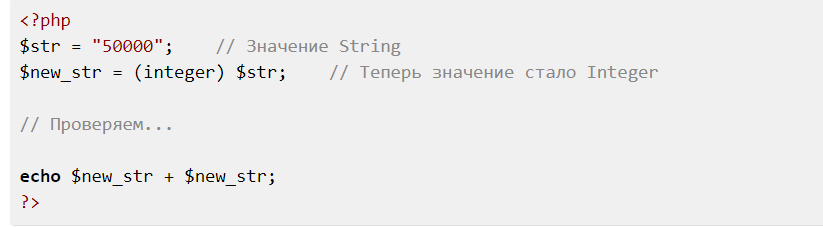 <?php
$str = "50000";    // Значение String
$new_str = (integer) $str;    // Теперь значение стало Integer
// Проверяем...
echo $new_str + $new_str;
?>